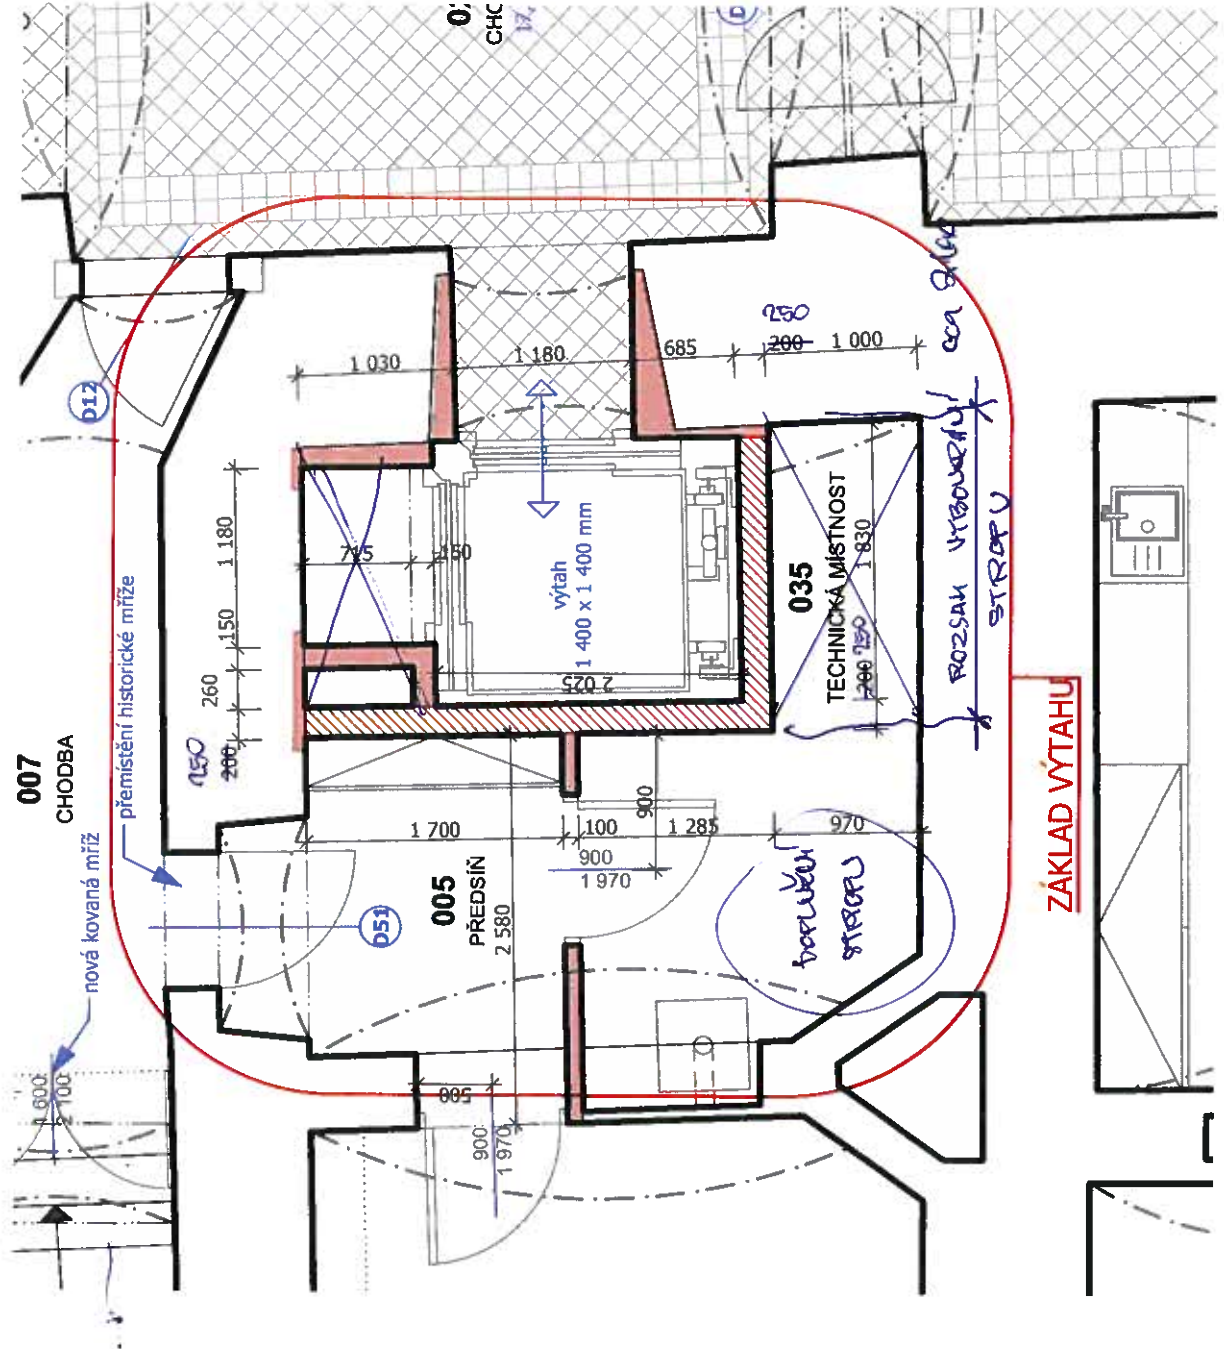 007
CHODBA
nová kovaná mříž
přemístění historické mříže
D12
D51
1 600
2 100
005
PŘEDSÍŇ
035
TECHNICKÁ MÍSTNOST
výtah
1 400 x 1 400 mm
ZÁKLAD VÝTAHU
ROZSAH VYBOURÁNÍ
STROPU
DOPLNĚNÍ
STROPU
1 030
1 180
685
250
200
1 000
1 180
150
260
250
200
715
150
2 025
1 830
200
250
1 700
100
1 285
970
900
900
1 970
2 580
900
1 970